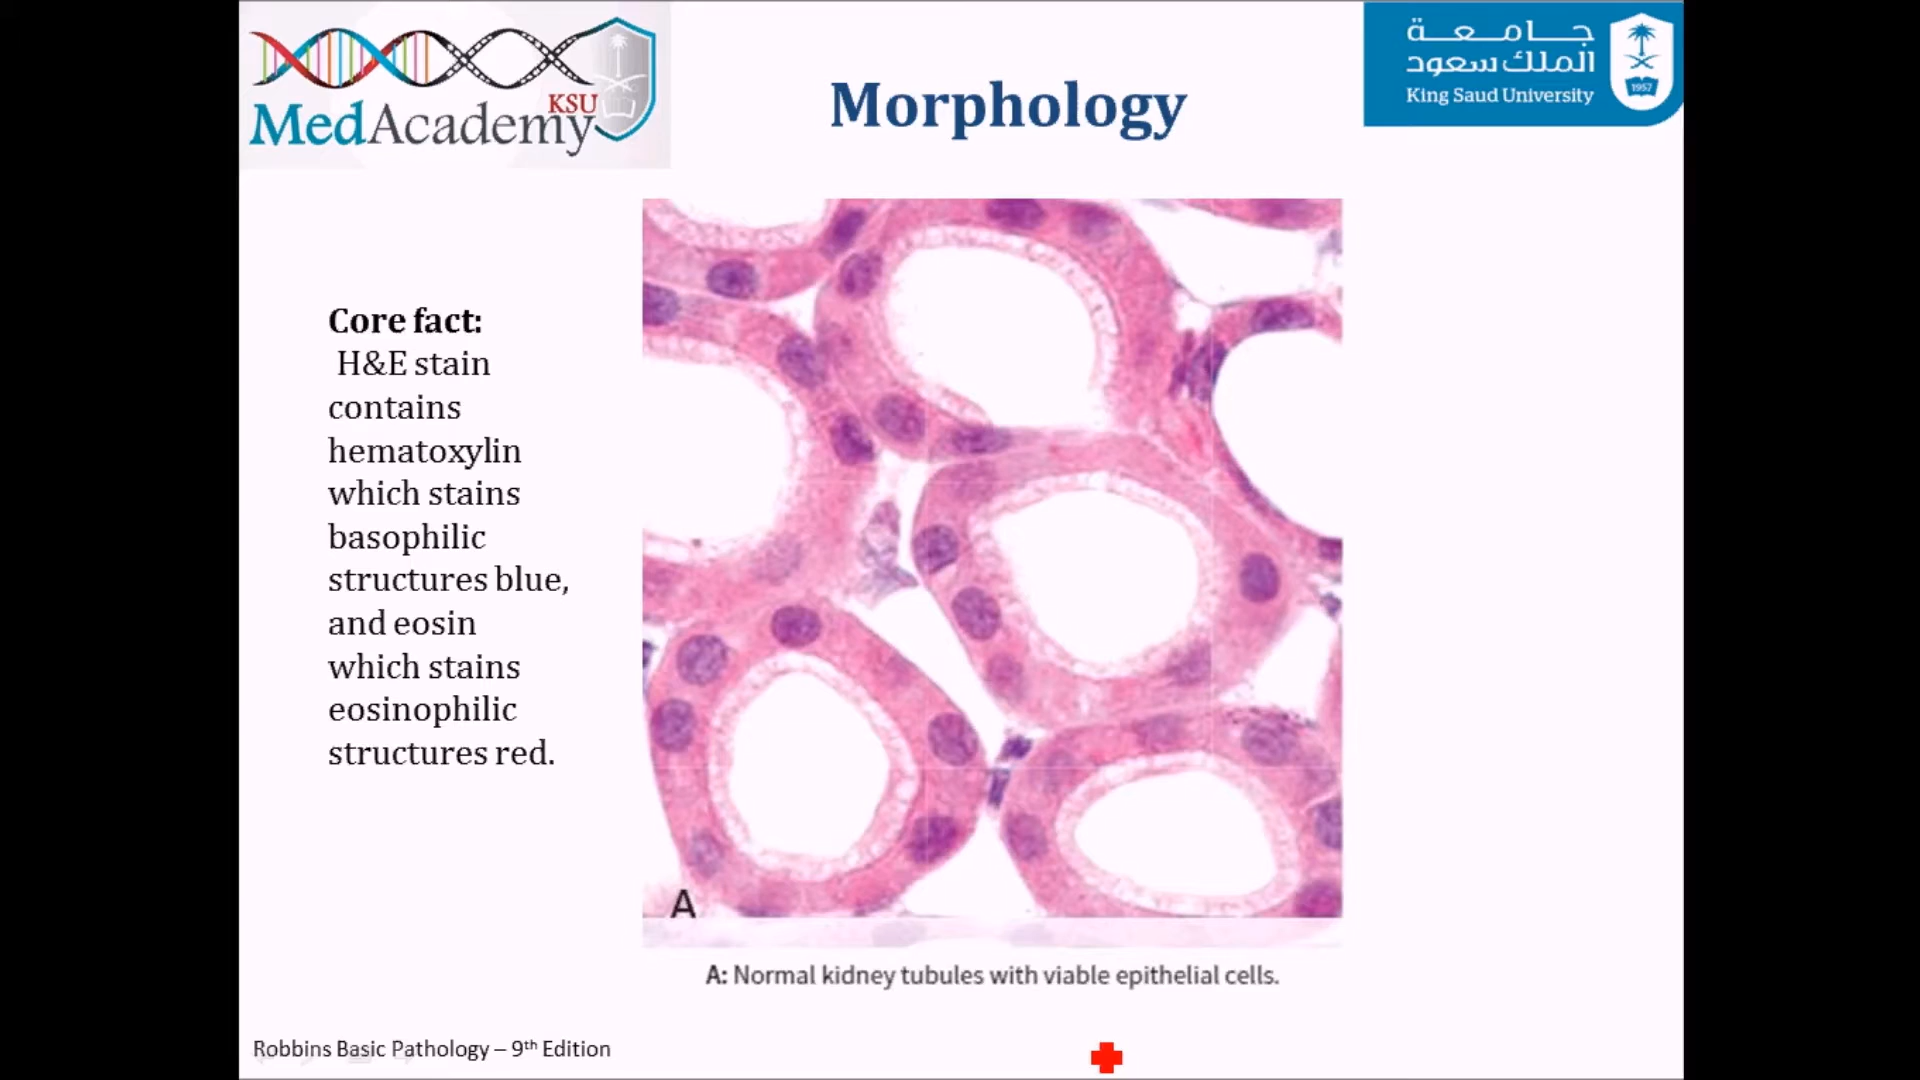 KSU
MedAcademy
Morphology
جامعة
الملك سعود
King Saud University
1957
Core fact:
H&E stain
contains
hematoxylin
which stains
basophilic
structures blue,
and eosin
which stains
eosinophilic
structures red.
A
A: Normal kidney tubules with viable epithelial cells.
Robbins Basic Pathology – 9th Edition